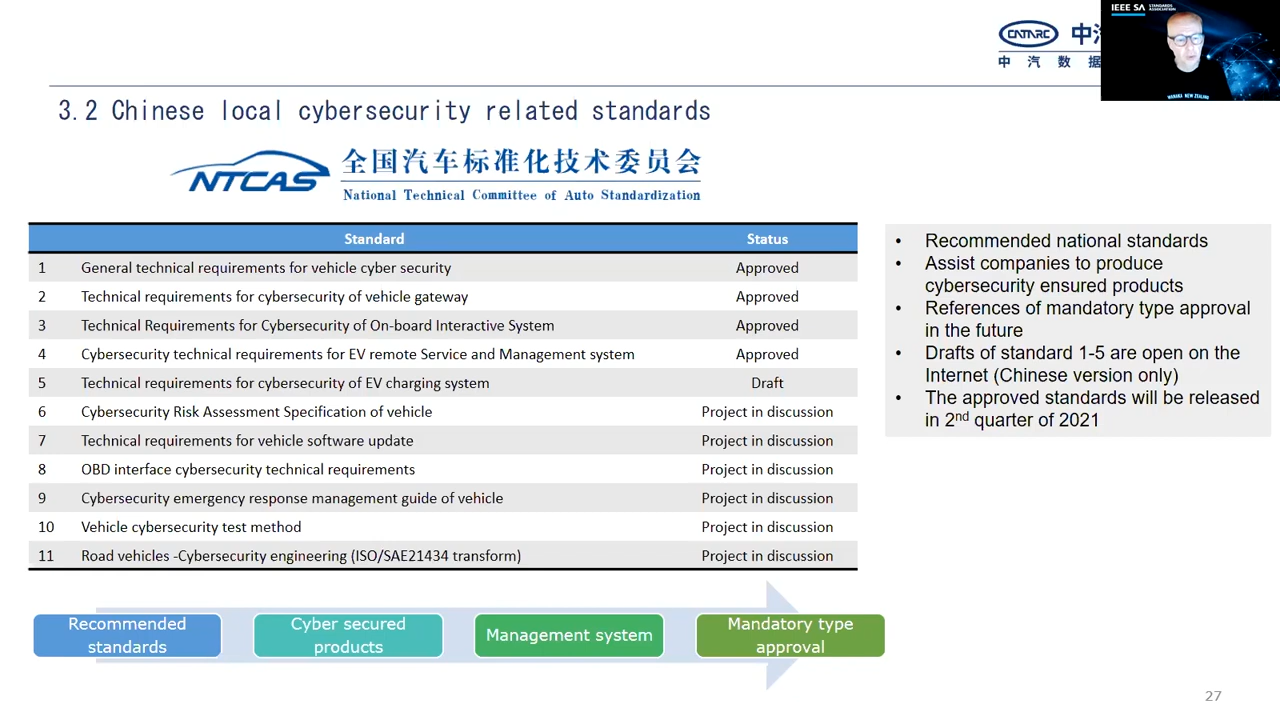 IEEE SA STANDARDS ASSOCIATION
CATARC 中
中 汽 数 据
WANAKA NEW ZEALAND
3.2 Chinese local cybersecurity related standards
NTCAS 全国汽车标准化技术委员会
National Technical Committee of Auto Standardization
Standard Status
1 General technical requirements for vehicle cyber security Approved
2 Technical requirements for cybersecurity of vehicle gateway Approved
3 Technical Requirements for Cybersecurity of On-board Interactive System Approved
4 Cybersecurity technical requirements for EV remote Service and Management system Approved
5 Technical requirements for cybersecurity of EV charging system Draft
6 Cybersecurity Risk Assessment Specification of vehicle Project in discussion
7 Technical requirements for vehicle software update Project in discussion
8 OBD interface cybersecurity technical requirements Project in discussion
9 Cybersecurity emergency response management guide of vehicle Project in discussion
10 Vehicle cybersecurity test method Project in discussion
11 Road vehicles -Cybersecurity engineering (ISO/SAE21434 transform) Project in discussion
• Recommended national standards
• Assist companies to produce
cybersecurity ensured products
• References of mandatory type approval
in the future
• Drafts of standard 1-5 are open on the
Internet (Chinese version only)
• The approved standards will be released
in 2nd quarter of 2021
Recommended
standards
Cyber secured
products
Management system
Mandatory type
approval
27